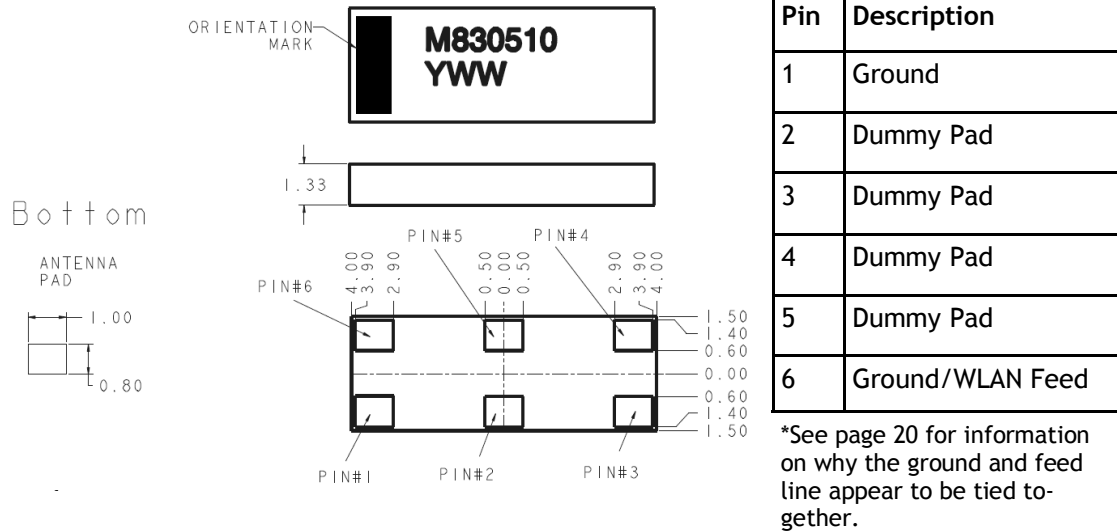 ORIENTATION
MARK
M830510
YWW
1.33
Bottom
ANTENNA
PAD
1.00
0.80
PIN#5
PIN#4
PIN#6
4.00
3.90
2.90
0.50
0.00
0.50
2.90
3.90
4.00
1.50
1.40
0.60
0.00
0.60
1.40
1.50
PIN#1
PIN#2
PIN#3
Pin Description
1 Ground
2 Dummy Pad
3 Dummy Pad
4 Dummy Pad
5 Dummy Pad
6 Ground/WLAN Feed
*See page 20 for information
on why the ground and feed
line appear to be tied to-
gether.